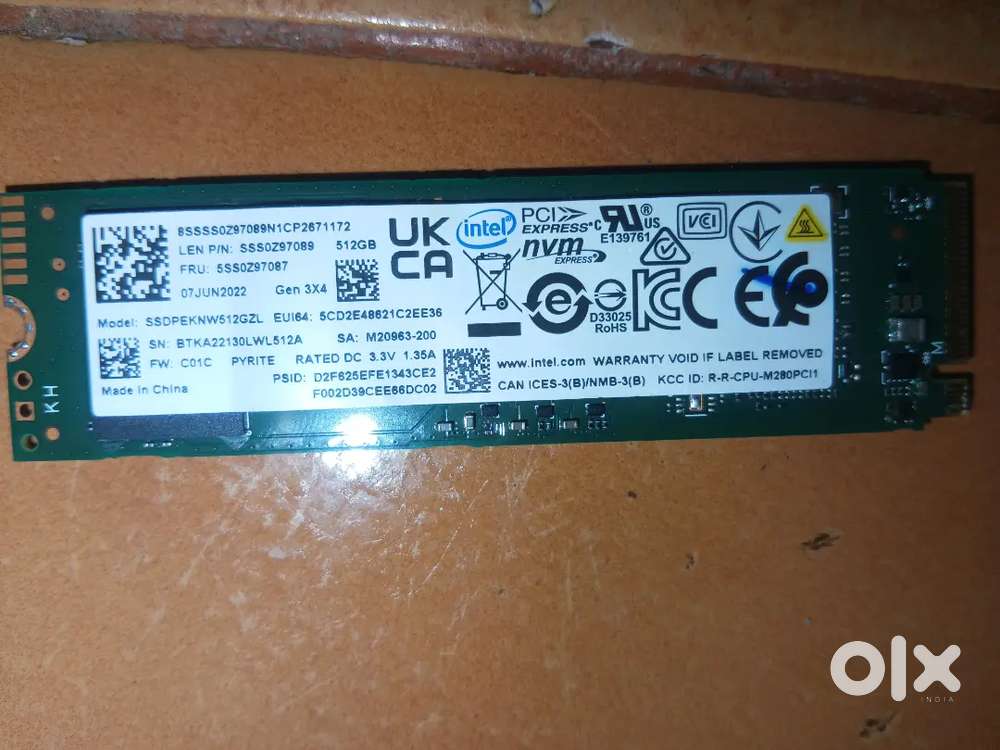 8SSSS0Z97089N1CP2671172
LEN P/N: SSS0Z97089 512GB
FRU: 5SS0Z97087
07JUN2022 Gen 3X4
Model: SSDPEKNW512GZL EUI64: 5CD2E48621C2EE36
SN: BTKA22130LWL512A SA: M20963-200
FW: C01C PYRITE RATED DC 3.3V 1.35A
PSID: D2F625EFE1343CE2
F002D39CEE66DC02
Made in China
UK
CA
intel
PCI
EXPRESS
nvm
EXPRESS
c RU ® US
E139761
VCI
D33025
RoHS
KC
CE
www.intel.com WARRANTY VOID IF LABEL REMOVED
CAN ICES-3(B)/NMB-3(B) KCC ID: R-R-CPU-M280PCI1
KH
M
olx
INDIA